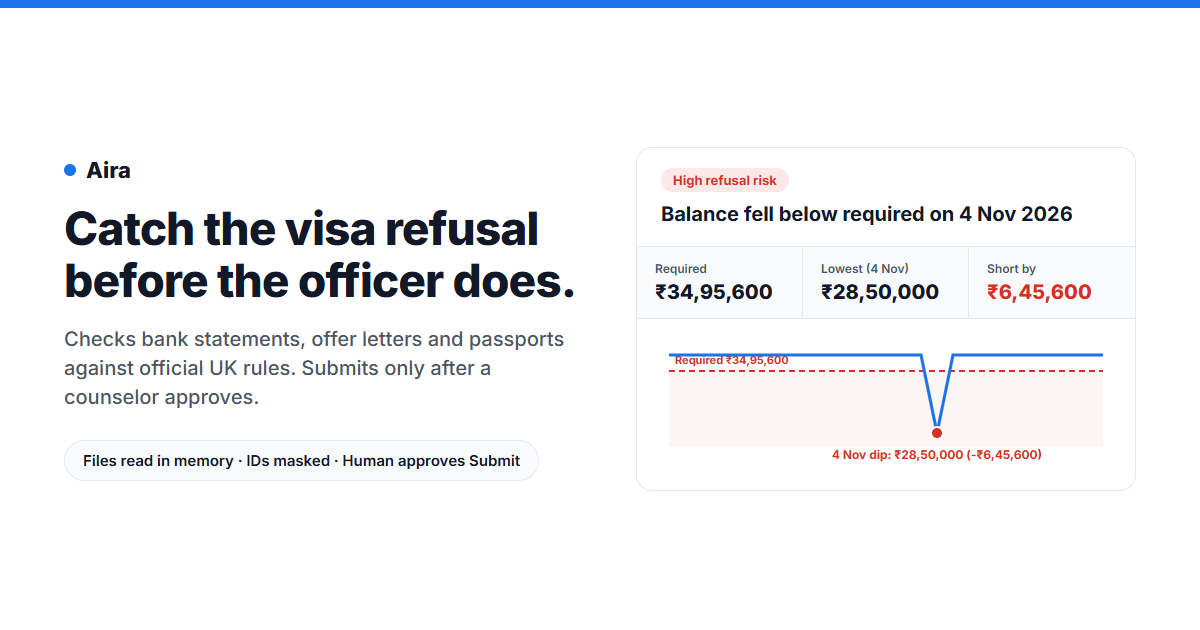 Aira
Catch the visa refusal
before the officer does.
Checks bank statements, offer letters and passports
against official UK rules. Submits only after a
counselor approves.
Files read in memory · IDs masked · Human approves Submit
High refusal risk
Balance fell below required on 4 Nov 2026
Required
₹34,95,600
Lowest (4 Nov)
₹28,50,000
Short by
₹6,45,600
Required ₹34,95,600
4 Nov dip: ₹28,50,000 (-₹6,45,600)